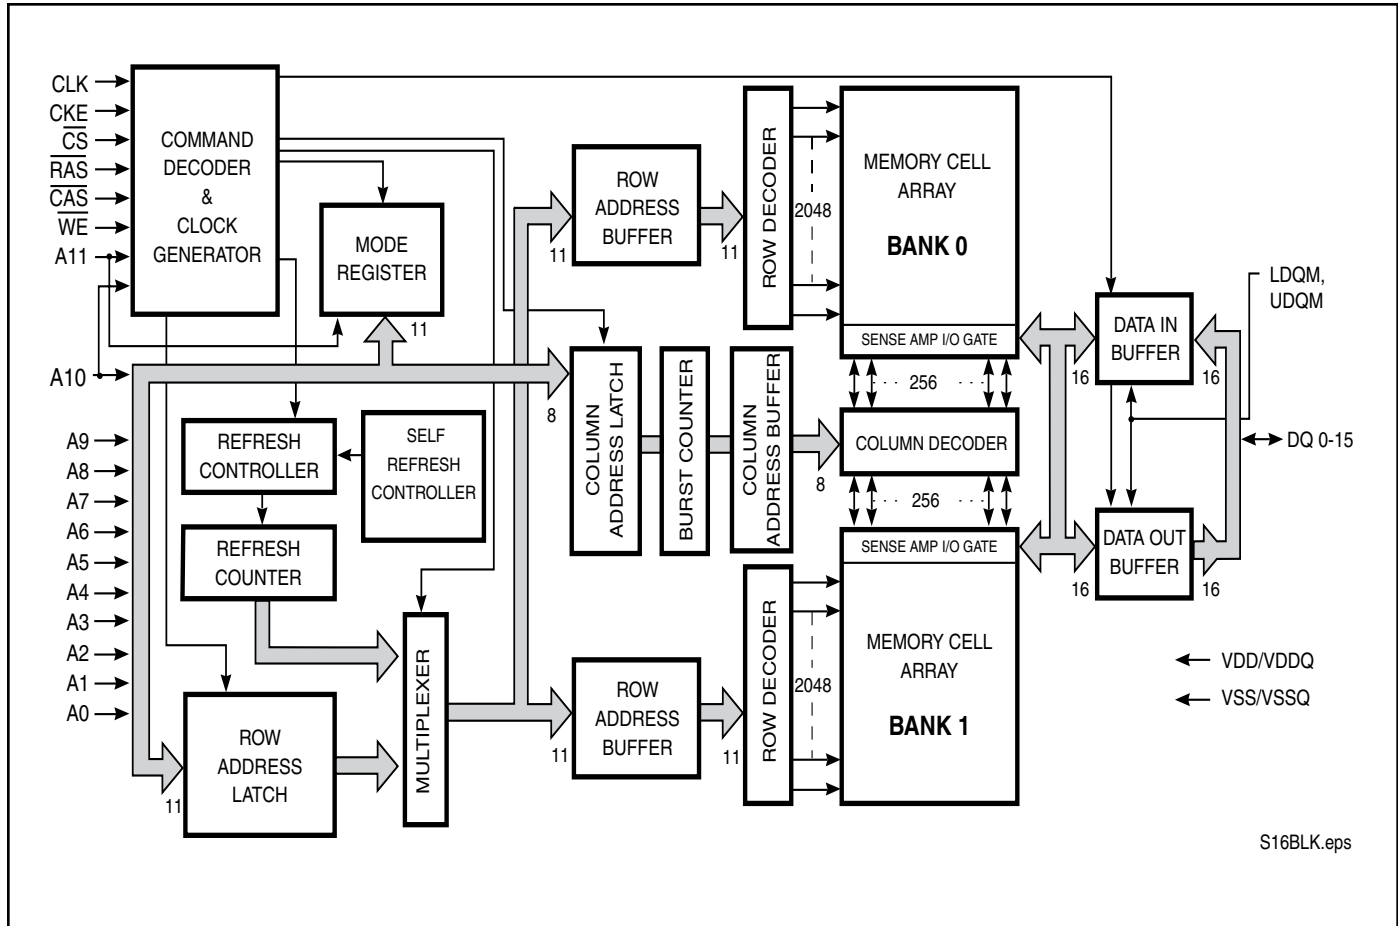 CLK
CKE
CS
RAS
CAS
WE
A11
A10
A9
A8
A7
A6
A5
A4
A3
A2
A1
A0
COMMAND
DECODER
&
CLOCK
GENERATOR
MODE
REGISTER
11
REFRESH
CONTROLLER
SELF
REFRESH
CONTROLLER
REFRESH
COUNTER
ROW
ADDRESS
LATCH
11
MULTIPLEXER
ROW
ADDRESS
BUFFER
11
11
ROW DECODER
2048
MEMORY CELL
ARRAY
BANK 0
SENSE AMP I/O GATE
256
8
COLUMN
ADDRESS LATCH
BURST COUNTER
COLUMN
ADDRESS BUFFER
8
COLUMN DECODER
256
SENSE AMP I/O GATE
MEMORY CELL
ARRAY
BANK 1
ROW
ADDRESS
BUFFER
11
11
ROW DECODER
2048
DATA IN
BUFFER
16
16
DATA OUT
BUFFER
16
16
LDQM,
UDQM
DQ 0-15
VDD/VDDQ
VSS/VSSQ
S16BLK.eps